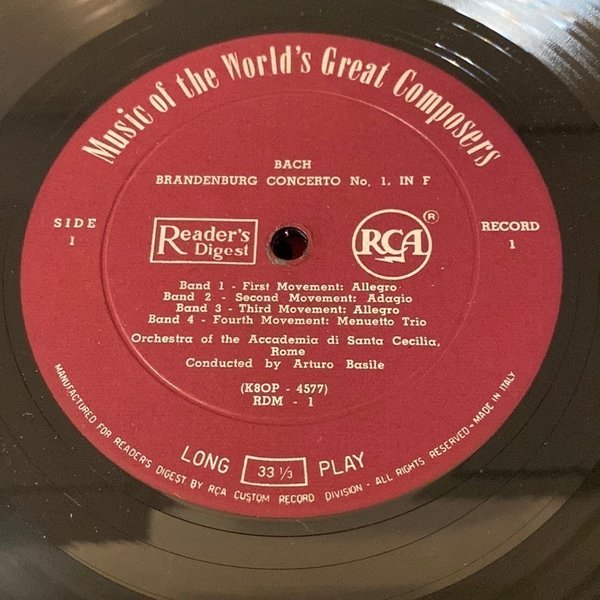 Music of the World's Great Composers
BACH
BRANDENBURG CONCERTO No. 1, IN F
SIDE
1
Reader's
Digest
RCA
®
RECORD
1
Band 1 - First Movement: Allegro
Band 2 - Second Movement: Adagio
Band 3 - Third Movement: Allegro
Band 4 - Fourth Movement: Menuetto Trio
Orchestra of the Accademia di Santa Cecilia,
Rome
Conducted by Arturo Basile
(K8OP - 4577)
RDM - 1
LONG 33 1/3 PLAY
MANUFACTURED FOR READER'S DIGEST BY RCA CUSTOM RECORD DIVISION - ALL RIGHTS RESERVED - MADE IN ITALY